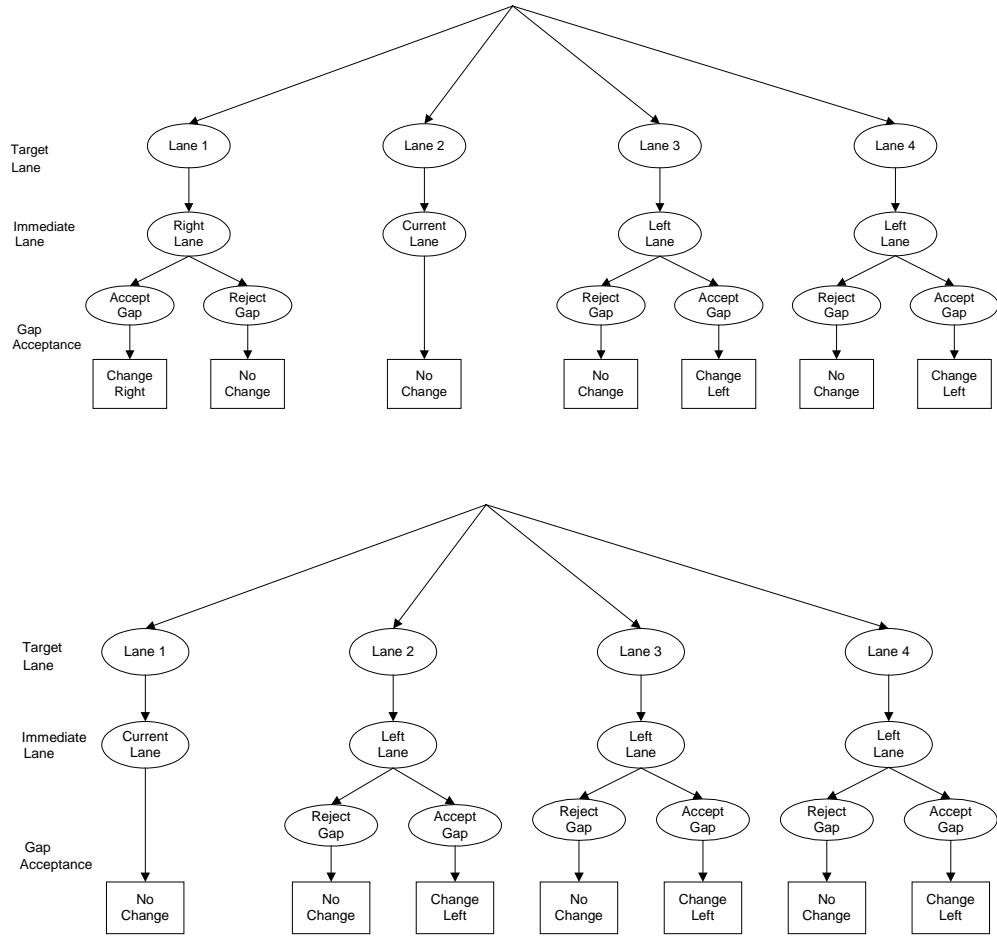 Lane 1
Lane 2
Lane 3
Lane 4
Target
Lane
Immediate
Lane
Right
Lane
Current
Lane
Left
Lane
Left
Lane
Accept
Gap
Reject
Gap
Reject
Gap
Accept
Gap
Reject
Gap
Accept
Gap
Gap
Acceptance
Change
Right
No
Change
No
Change
No
Change
Change
Left
No
Change
Change
Left
Target
Lane
Lane 1
Lane 2
Lane 3
Lane 4
Immediate
Lane
Current
Lane
Left
Lane
Left
Lane
Left
Lane
Reject
Gap
Accept
Gap
Reject
Gap
Accept
Gap
Reject
Gap
Accept
Gap
Gap
Acceptance
No
Change
No
Change
Change
Left
No
Change
Change
Left
No
Change
Change
Left